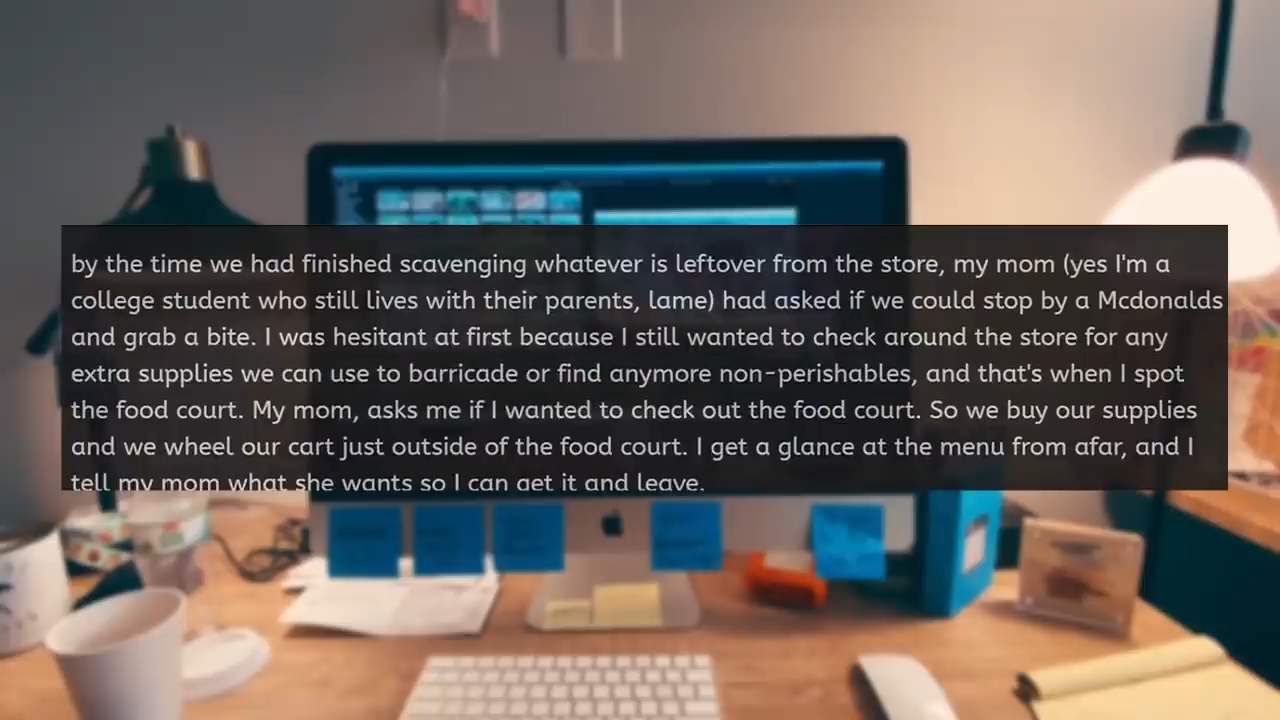 by the time we had finished scavenging whatever is leftover from the store, my mom (yes I'm a
college student who still lives with their parents, lame) had asked if we could stop by a Mcdonalds
and grab a bite. I was hesitant at first because I still wanted to check around the store for any
extra supplies we can use to barricade or find anymore non-perishables, and that's when I spot
the food court. My mom, asks me if I wanted to check out the food court. So we buy our supplies
and we wheel our cart just outside of the food court. I get a glance at the menu from afar, and I
tell my mom what she wants so I can get it and leave.